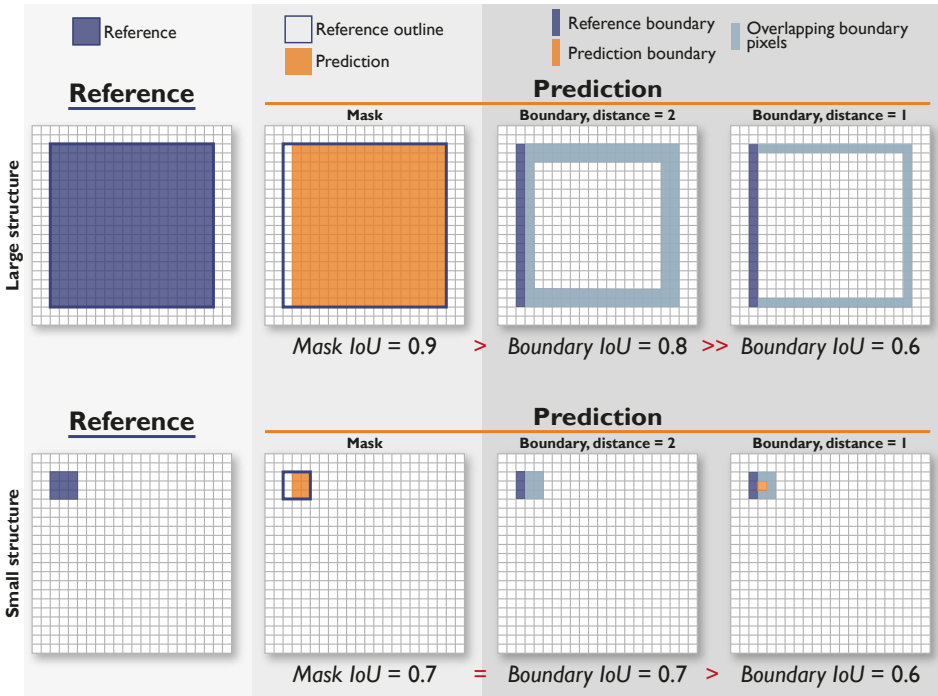 Reference
Reference outline
Prediction
Reference boundary
Prediction boundary
Overlapping boundary
pixels
Large structure
Reference
Prediction
Mask
Boundary, distance = 2
Boundary, distance = 1
Mask IoU = 0.9 > Boundary IoU = 0.8 >> Boundary IoU = 0.6
Small structure
Reference
Prediction
Mask
Boundary, distance = 2
Boundary, distance = 1
Mask IoU = 0.7 = Boundary IoU = 0.7 > Boundary IoU = 0.6